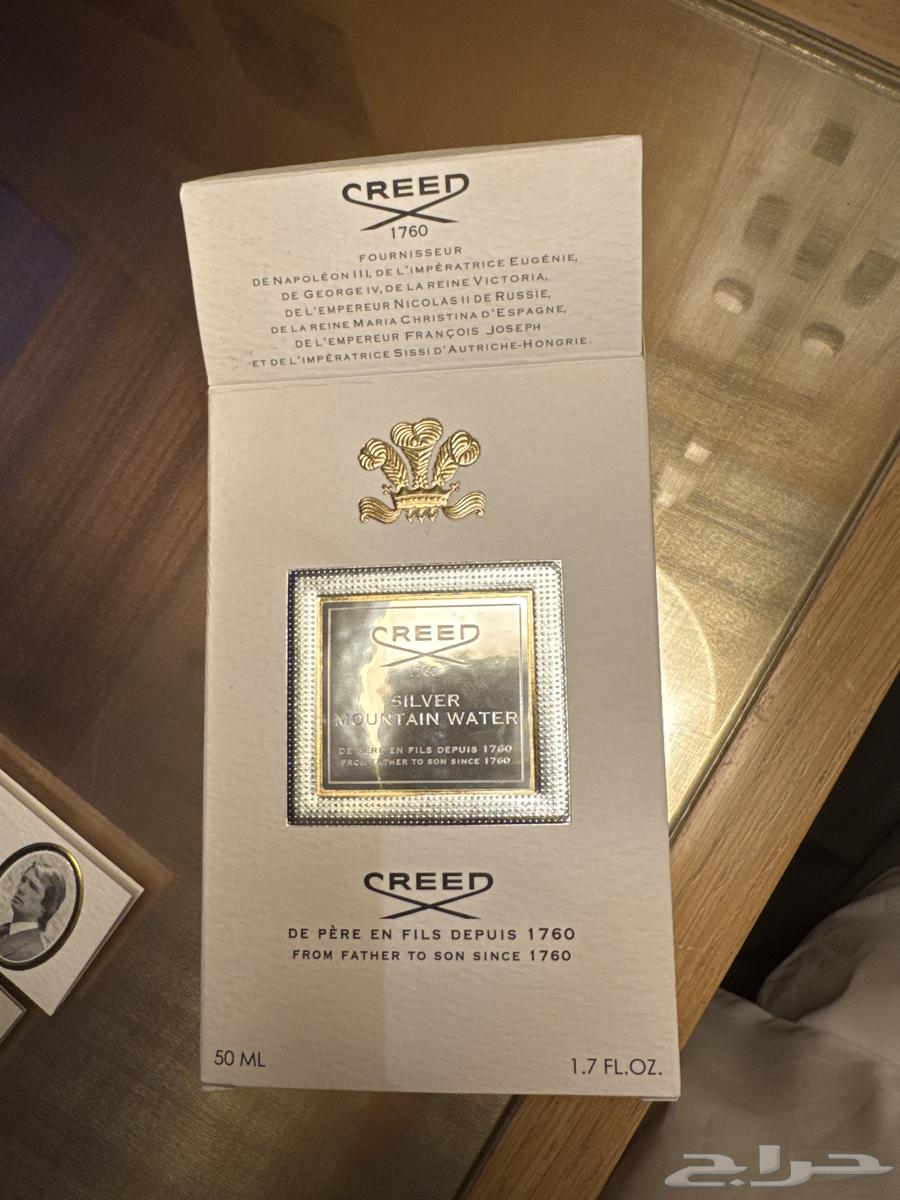 CREED
1760
FOURNISSEUR
DE NAPOLÉON III, DE L'IMPÉRATRICE EUGÉNIE,
DE GEORGE IV, DE LA REINE VICTORIA,
DE L'EMPEREUR NICOLAS II DE RUSSIE,
DE LA REINE MARIA CHRISTINA D'ESPAGNE,
DE L'EMPEREUR FRANÇOIS JOSEPH
ET DE L'IMPÉRATRICE SISSI D'AUTRICHE-HONGRIE.
CREED
1760
SILVER
MOUNTAIN WATER
DE PÈRE EN FILS DEPUIS 1760
FROM FATHER TO SON SINCE 1760
CREED
DE PÈRE EN FILS DEPUIS 1760
FROM FATHER TO SON SINCE 1760
50 ML
1.7 FL.OZ.
حراج